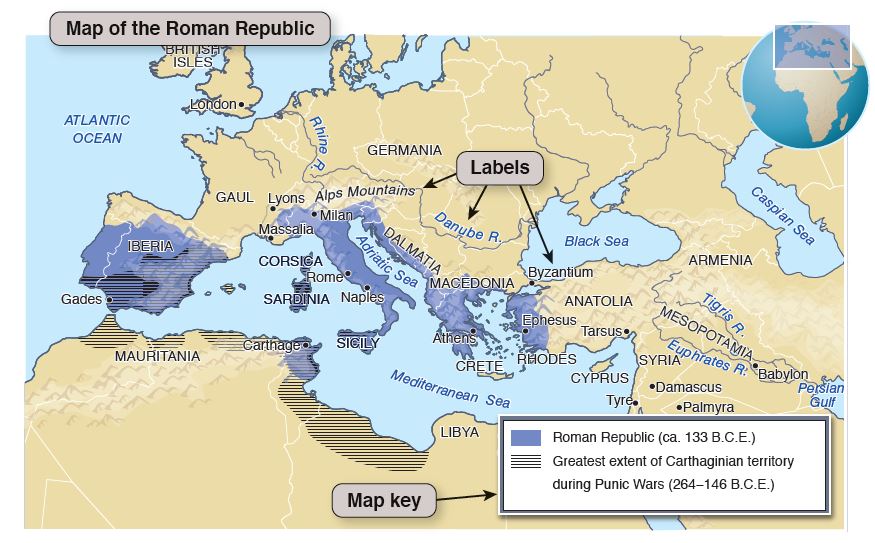 Map of the Roman Republic
BRITISH
ISLES
London
ATLANTIC
OCEAN
Rhine R.
GERMANIA
Labels
GAUL
Lyons
Alps Mountains
Milan
Massalia
Danube R.
Caspian Sea
IBERIA
Black Sea
DALMATIA
Adriatic Sea
CORSICA
ARMENIA
Rome
Byzantium
MACEDONIA
Gades
SARDINIA
Naples
ANATOLIA
Tigris R.
Ephesus
MESOPOTAMIA
Tarsus
Athens
SICILY
Carthage
MAURITANIA
RHODES
CRETE
SYRIA
Euphrates R.
Babylon
CYPRUS
Mediterranean Sea
Damascus
Persian
Gulf
Tyre
Palmyra
LIBYA
Roman Republic (ca. 133 B.C.E.)
Greatest extent of Carthaginian territory
during Punic Wars (264–146 B.C.E.)
Map key